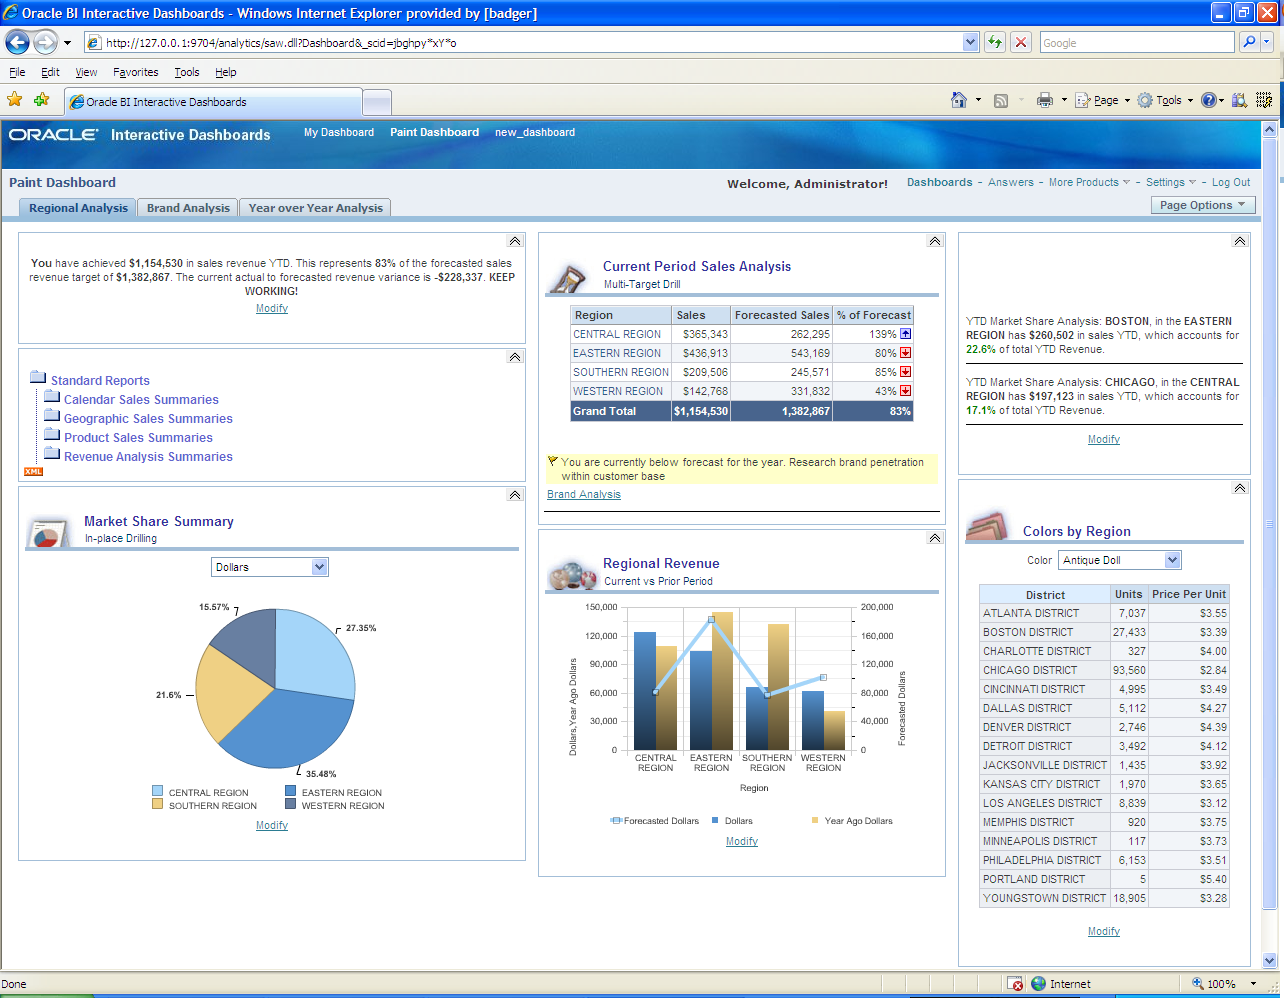 Oracle BI Interactive Dashboards - Windows Internet Explorer provided by [badger]
http://127.0.0.1:9704/analytics/saw.dll?Dashboard&_scid=jbghpy*xY*o
Google
File Edit View Favorites Tools Help
Oracle BI Interactive Dashboards
Page Tools
ORACLE Interactive Dashboards My Dashboard Paint Dashboard new_dashboard
Paint Dashboard
Welcome, Administrator! Dashboards - Answers - More Products - Settings - Log Out
Regional Analysis Brand Analysis Year over Year Analysis
Page Options
You have achieved $1,154,530 in sales revenue YTD. This represents 83% of the forecasted sales
revenue target of $1,382,867. The current actual to forecasted revenue variance is -$228,337. KEEP
WORKING!
Modify
Standard Reports
Calendar Sales Summaries
Geographic Sales Summaries
Product Sales Summaries
Revenue Analysis Summaries
XML
Market Share Summary
In-place Drilling
Dollars
15.57%
27.35%
21.6%
35.48%
CENTRAL REGION EASTERN REGION
SOUTHERN REGION WESTERN REGION
Modify
Current Period Sales Analysis
Multi-Target Drill
Region Sales Forecasted Sales % of Forecast
CENTRAL REGION $365,343 262,295 139%
EASTERN REGION $436,913 543,169 80%
SOUTHERN REGION $209,506 245,571 85%
WESTERN REGION $142,768 331,832 43%
Grand Total $1,154,530 1,382,867 83%
You are currently below forecast for the year. Research brand penetration
within customer base
Brand Analysis
Regional Revenue
Current vs Prior Period
150,000 200,000
120,000 160,000
90,000 120,000
60,000 80,000
30,000 40,000
0 0
Dollars,Year Ago Dollars
Forecasted Dollars
CENTRAL EASTERN SOUTHERN WESTERN
REGION REGION REGION REGION
Region
Forecasted Dollars Dollars Year Ago Dollars
Modify
YTD Market Share Analysis: BOSTON, in the EASTERN
REGION has $260,502 in sales YTD, which accounts for
22.6% of total YTD Revenue.
YTD Market Share Analysis: CHICAGO, in the CENTRAL
REGION has $197,123 in sales YTD, which accounts for
17.1% of total YTD Revenue.
Modify
Colors by Region
Color Antique Doll
District Units Price Per Unit
ATLANTA DISTRICT 7,037 $3.55
BOSTON DISTRICT 27,433 $3.39
CHARLOTTE DISTRICT 327 $4.00
CHICAGO DISTRICT 93,560 $2.84
CINCINNATI DISTRICT 4,995 $3.49
DALLAS DISTRICT 5,112 $4.27
DENVER DISTRICT 2,746 $4.39
DETROIT DISTRICT 3,492 $4.12
JACKSONVILLE DISTRICT 1,435 $3.92
KANSAS CITY DISTRICT 1,970 $3.65
LOS ANGELES DISTRICT 8,839 $3.12
MEMPHIS DISTRICT 920 $3.75
MINNEAPOLIS DISTRICT 117 $3.73
PHILADELPHIA DISTRICT 6,153 $3.51
PORTLAND DISTRICT 5 $5.40
YOUNGSTOWN DISTRICT 18,905 $3.28
Modify
Done Internet 100%